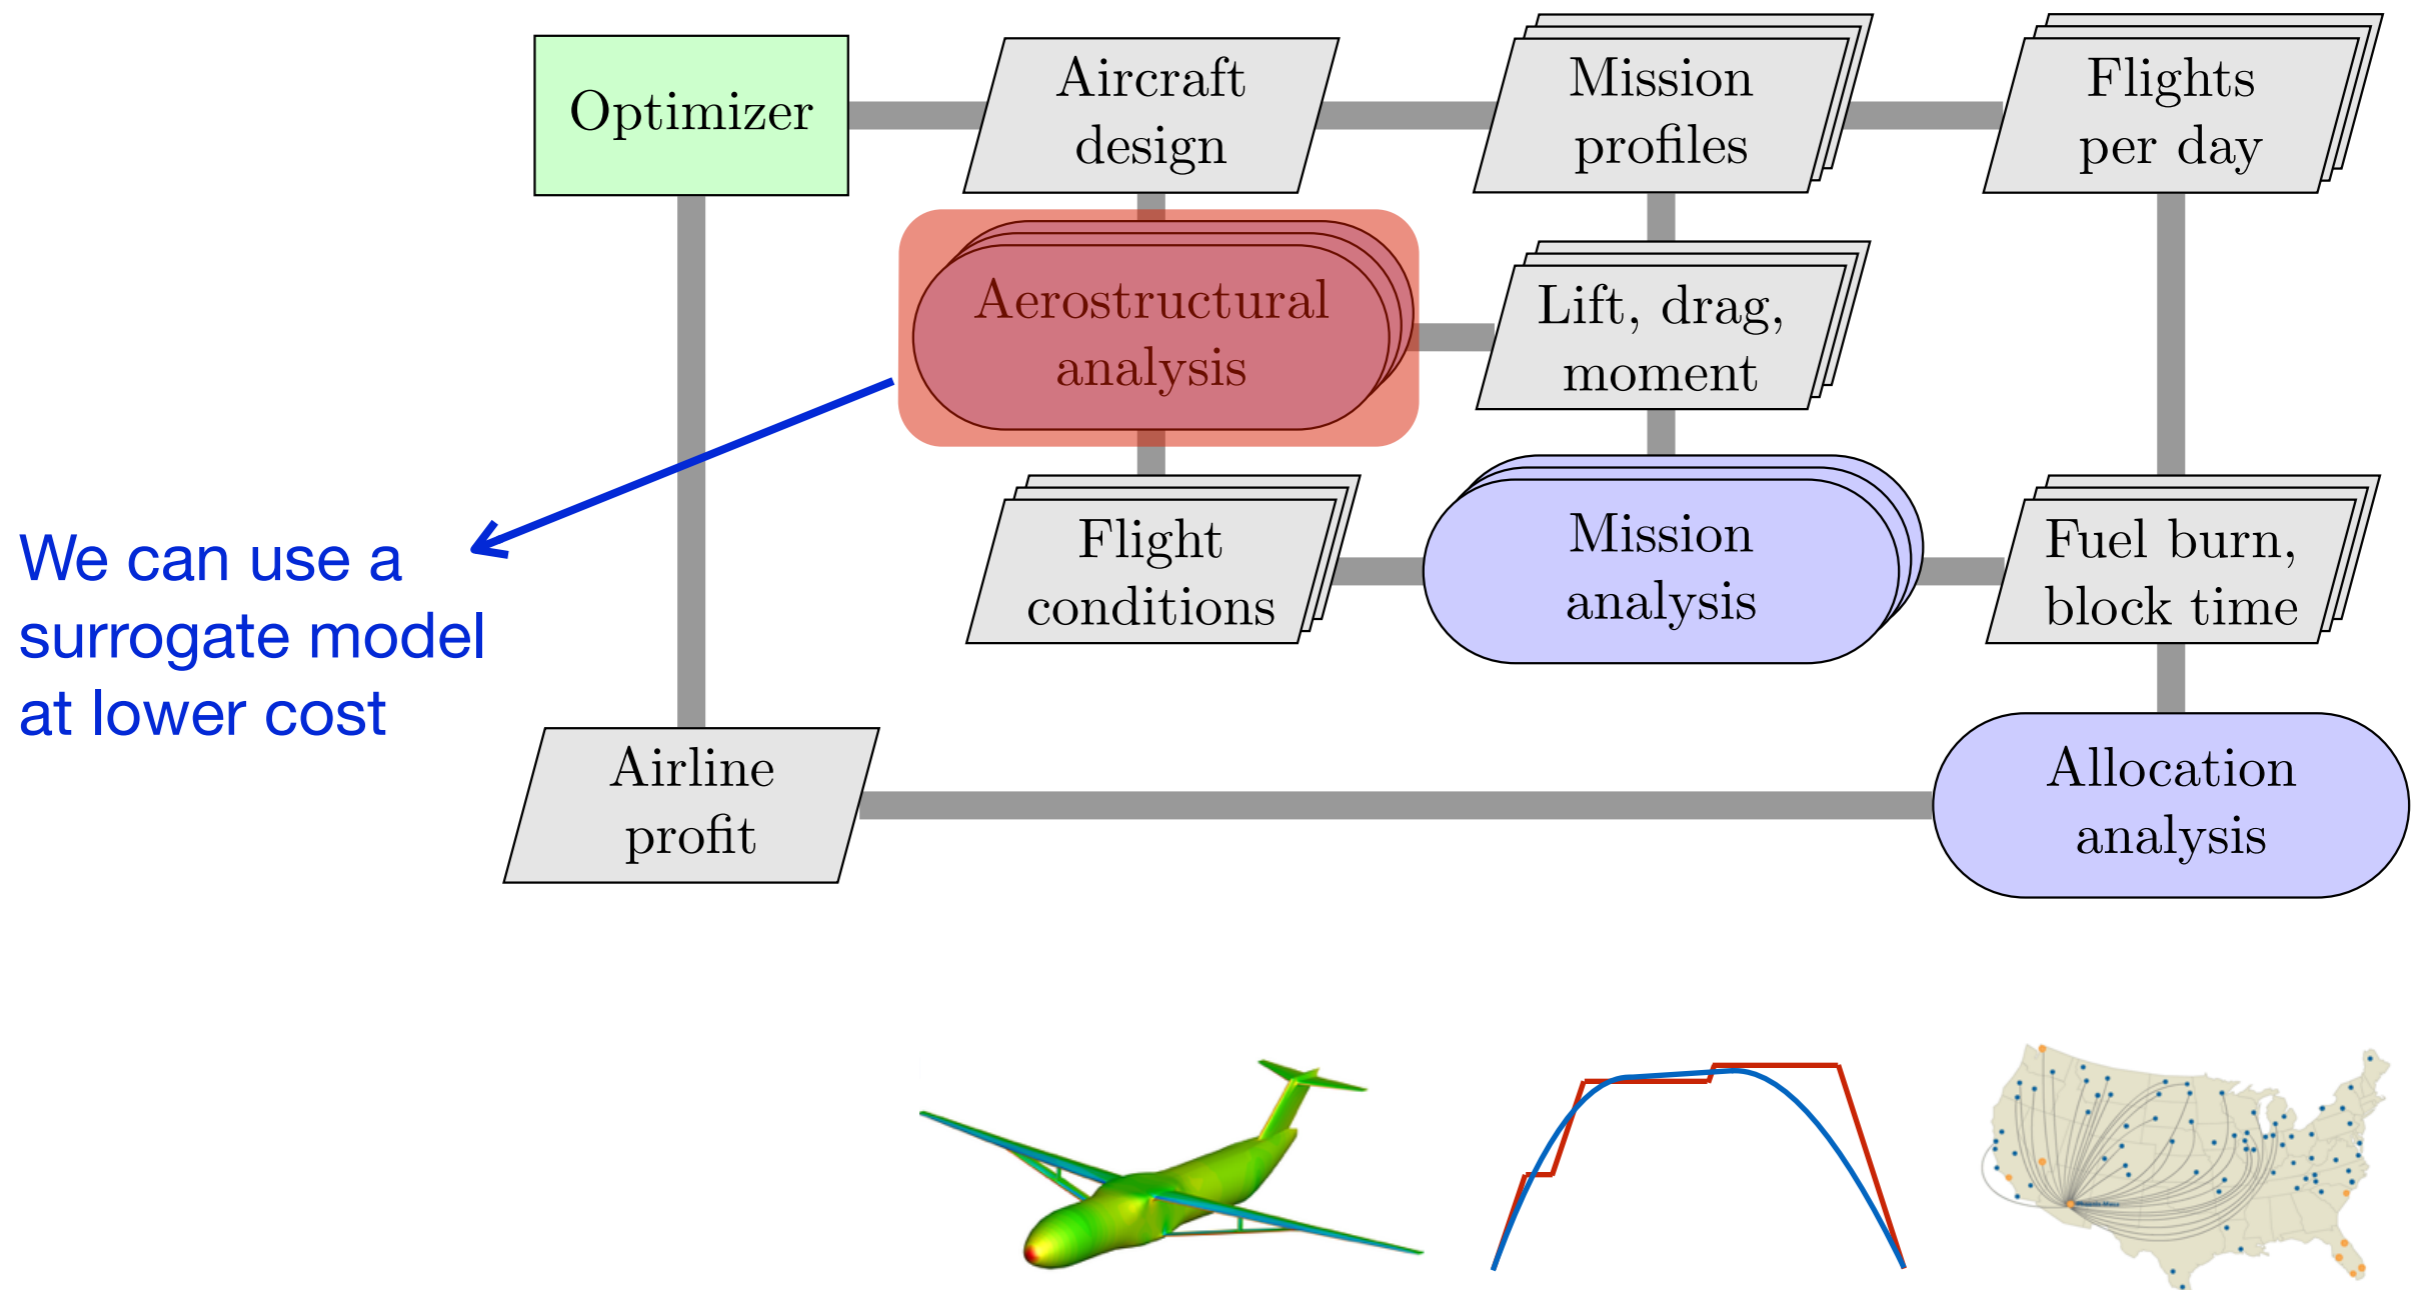 Optimizer
Aircraft
design
Mission
profiles
Flights
per day
Aerostructural
analysis
Lift, drag,
moment
Flight
conditions
Mission
analysis
Fuel burn,
block time
We can use a
surrogate model
at lower cost
Airline
profit
Allocation
analysis